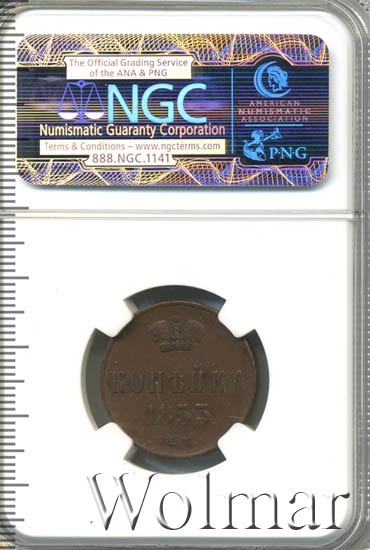 The Official Grading Service
of the ANA & PNG
NGC
Numismatic Guaranty Corporation
Terms & Conditions – www.ngcterms.com
888.NGC.1141
AMERICAN
NUMISMATIC
ASSOCIATION
P·N·G
КОПѢЙКА
1855.
Е.М.
Wolmar